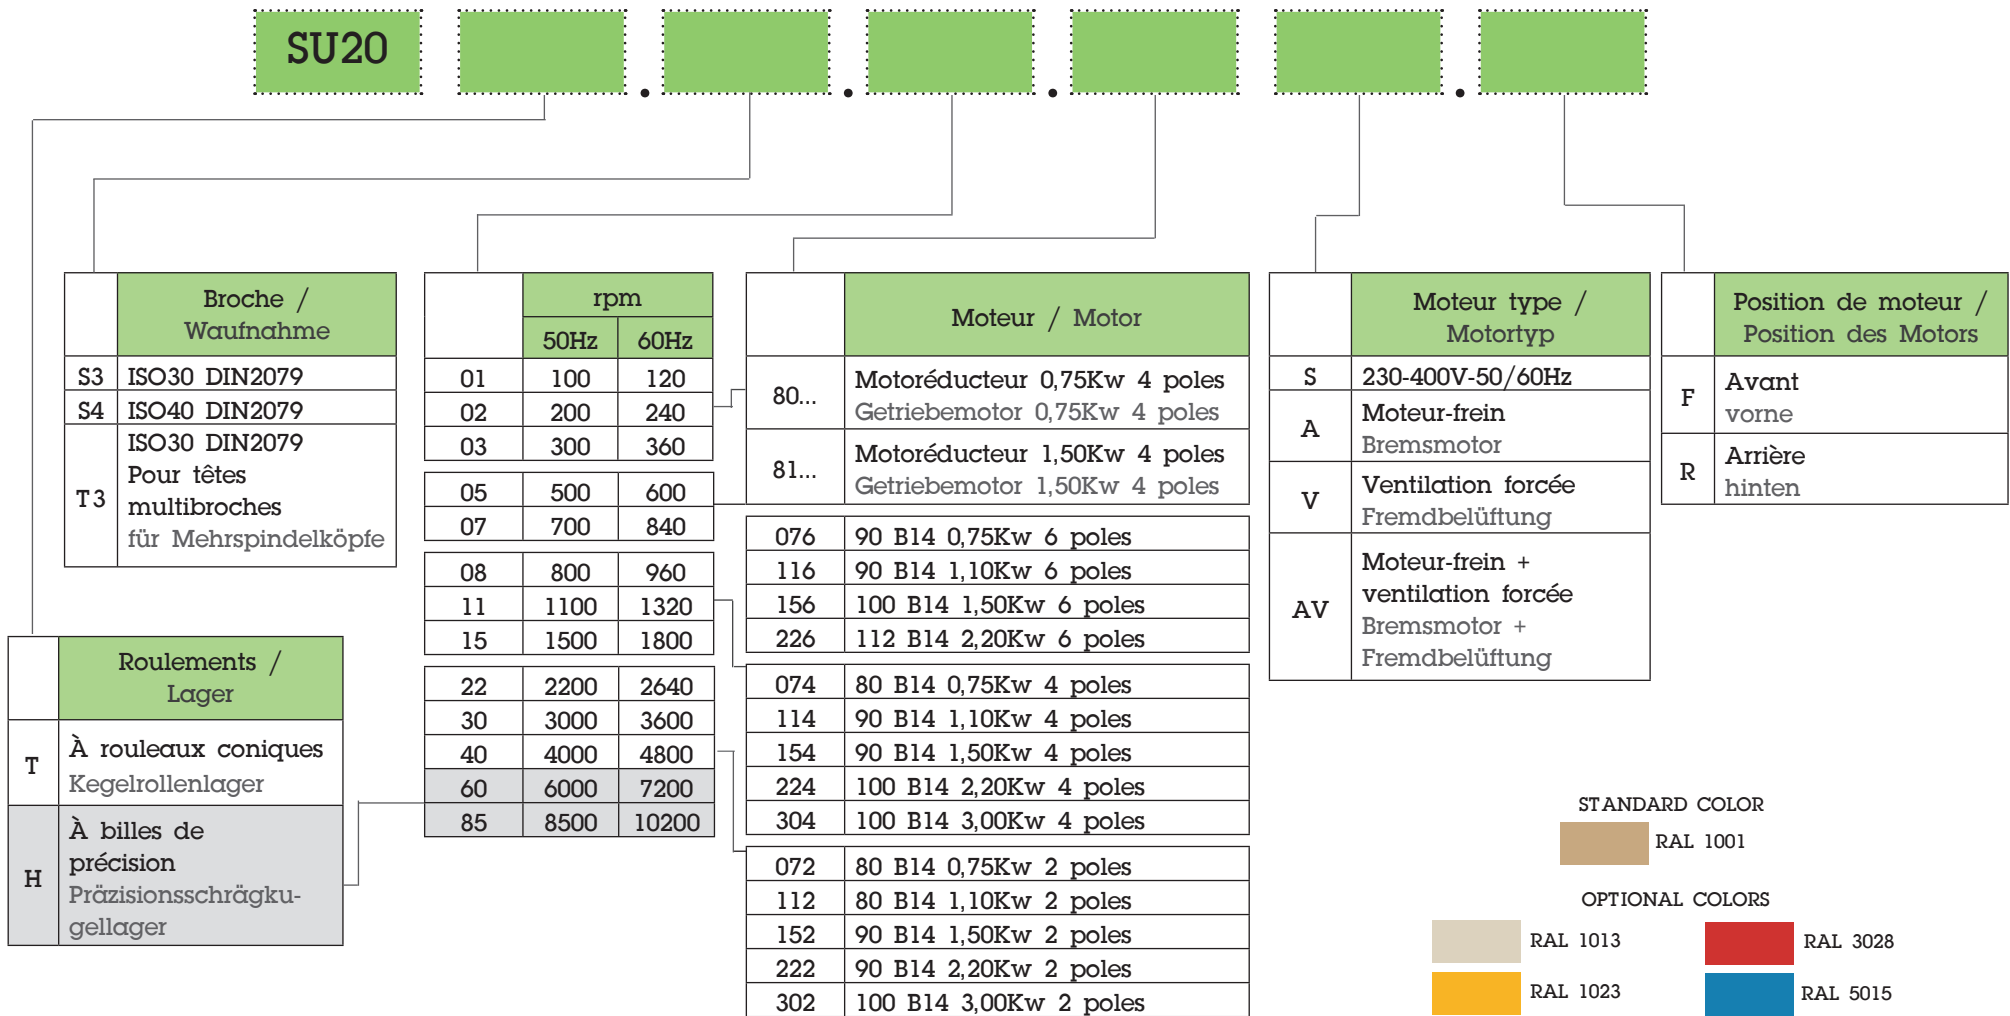 SU20
. . . .
Broche /
Waufnahme
S3 ISO30 DIN2079
S4 ISO40 DIN2079
T3 ISO30 DIN2079
Pour têtes
multibroches
für Mehrspindelköpfe
Roulements /
Lager
T À rouleaux coniques
Kegelrollenlager
H À billes de
précision
Präzisionsschrägku-
gellager
rpm
50Hz 60Hz
01 100 120
02 200 240
03 300 360
05 500 600
07 700 840
08 800 960
11 1100 1320
15 1500 1800
22 2200 2640
30 3000 3600
40 4000 4800
60 6000 7200
85 8500 10200
Moteur / Motor
80... Motoréducteur 0,75Kw 4 poles
Getriebemotor 0,75Kw 4 poles
81... Motoréducteur 1,50Kw 4 poles
Getriebemotor 1,50Kw 4 poles
076 90 B14 0,75Kw 6 poles
116 90 B14 1,10Kw 6 poles
156 100 B14 1,50Kw 6 poles
226 112 B14 2,20Kw 6 poles
074 80 B14 0,75Kw 4 poles
114 90 B14 1,10Kw 4 poles
154 90 B14 1,50Kw 4 poles
224 100 B14 2,20Kw 4 poles
304 100 B14 3,00Kw 4 poles
072 80 B14 0,75Kw 2 poles
112 80 B14 1,10Kw 2 poles
152 90 B14 1,50Kw 2 poles
222 90 B14 2,20Kw 2 poles
302 100 B14 3,00Kw 2 poles
Moteur type /
Motortyp
S 230-400V-50/60Hz
A Moteur-frein
Bremsmotor
V Ventilation forcée
Fremdbelüftung
AV Moteur-frein +
ventilation forcée
Bremsmotor +
Fremdbelüftung
Position de moteur /
Position des Motors
F Avant
vorne
R Arrière
hinten
STANDARD COLOR
RAL 1001
OPTIONAL COLORS
RAL 1013 RAL 3028
RAL 1023 RAL 5015